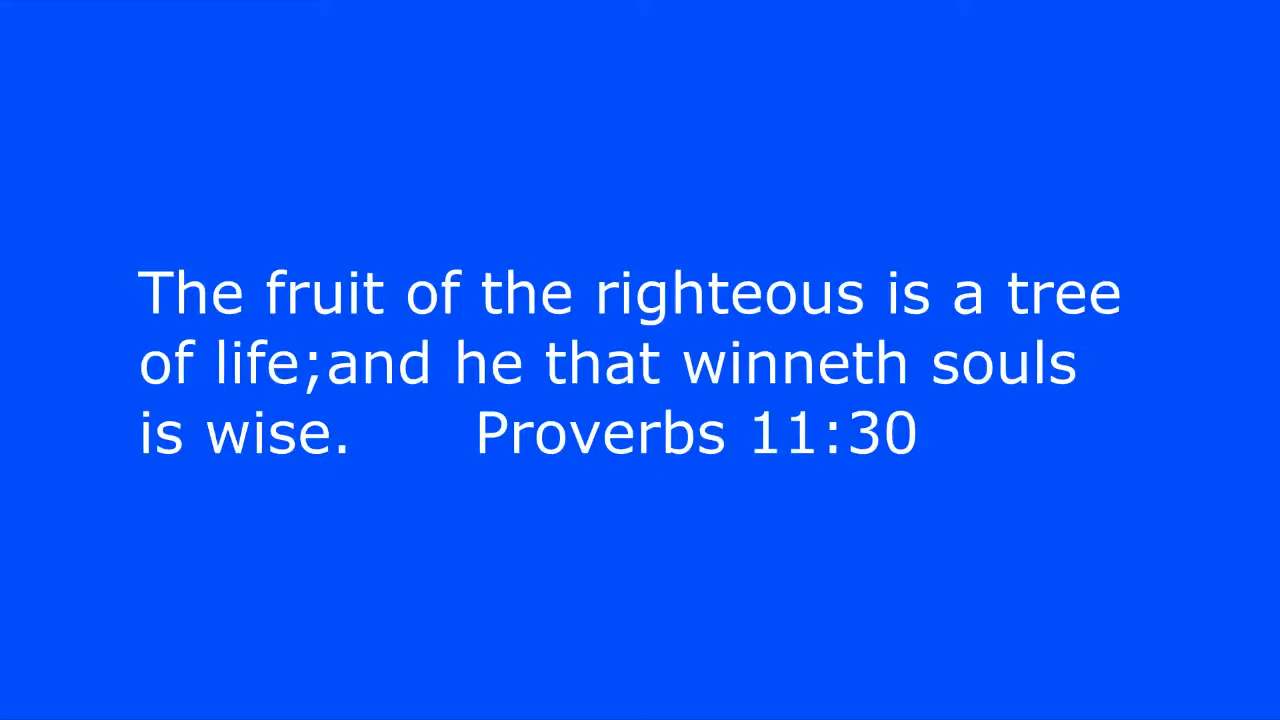 The fruit of the righteous is a tree
of life;and he that winneth souls
is wise. Proverbs 11:30